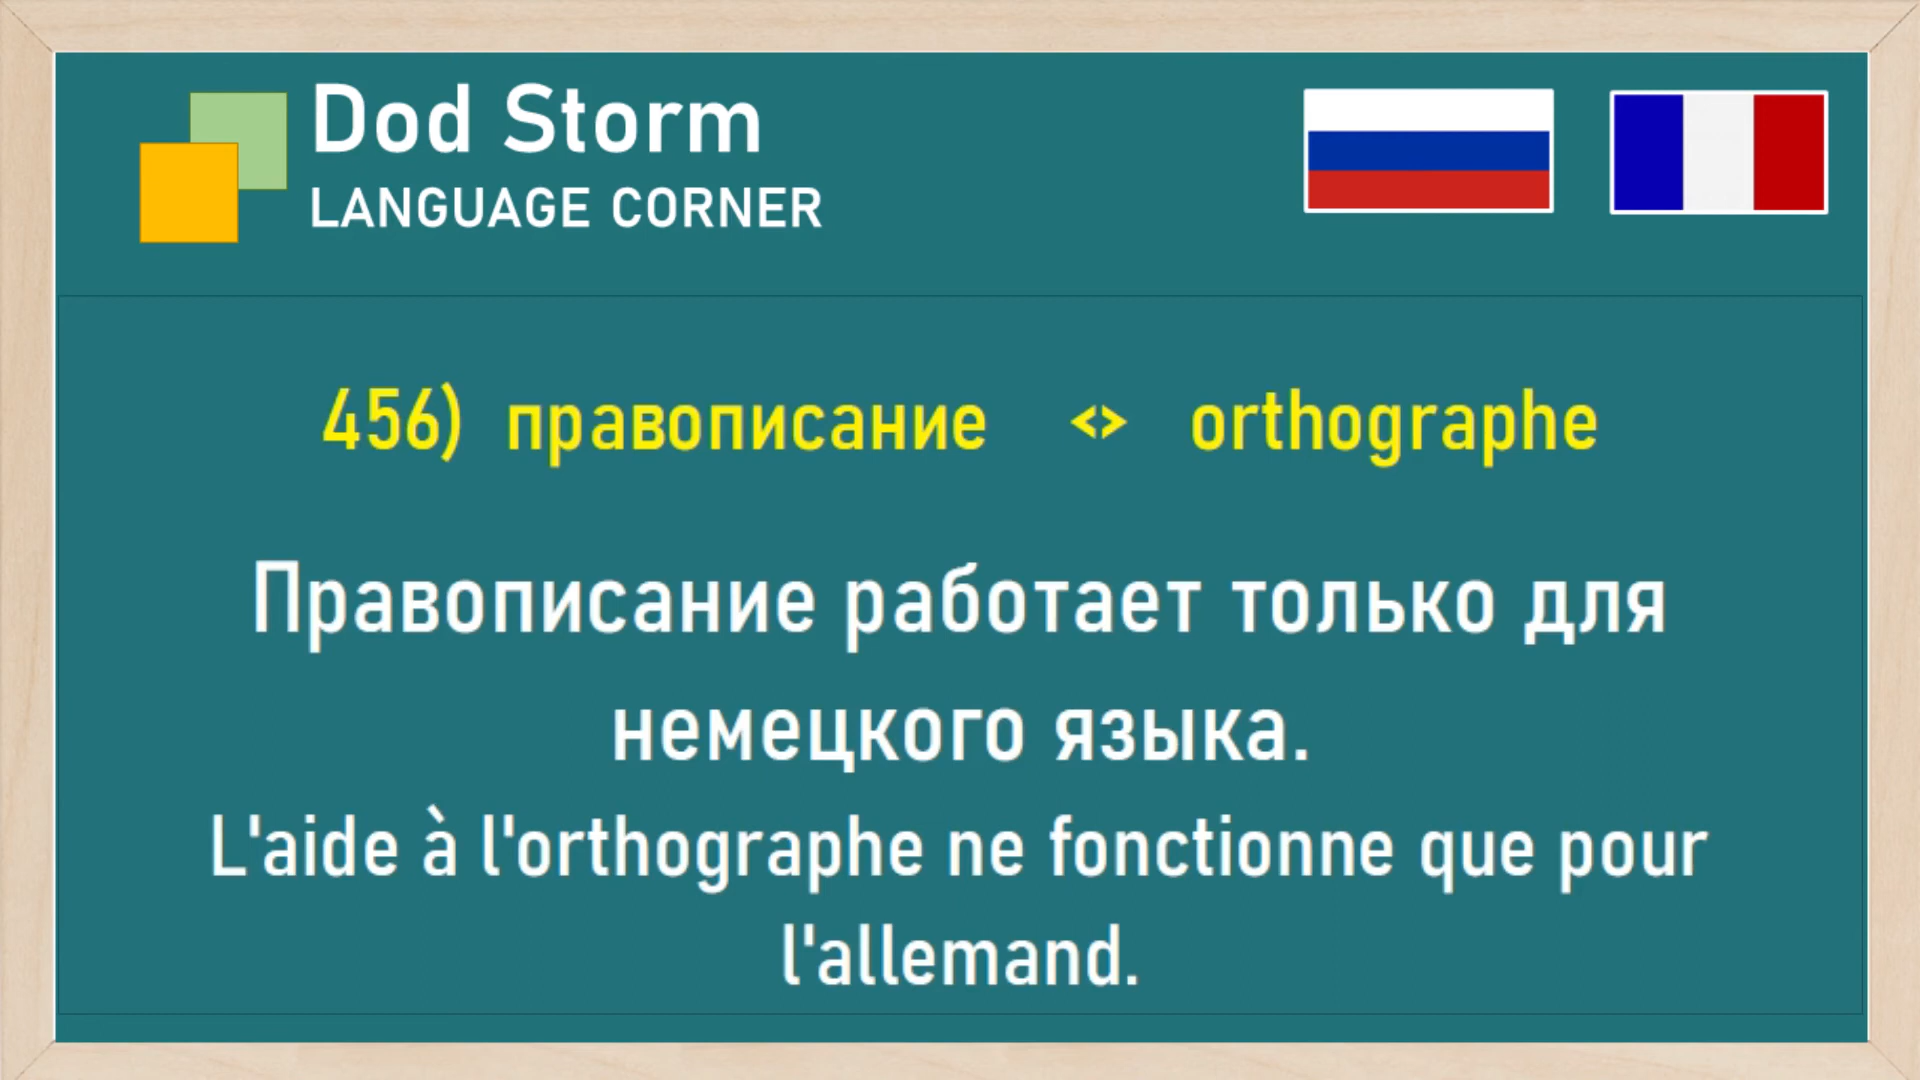 Dod Storm
LANGUAGE CORNER
456) правописание <> orthographe
Правописание работает только для
немецкого языка.
L'aide à l'orthographe ne fonctionne que pour
l'allemand.